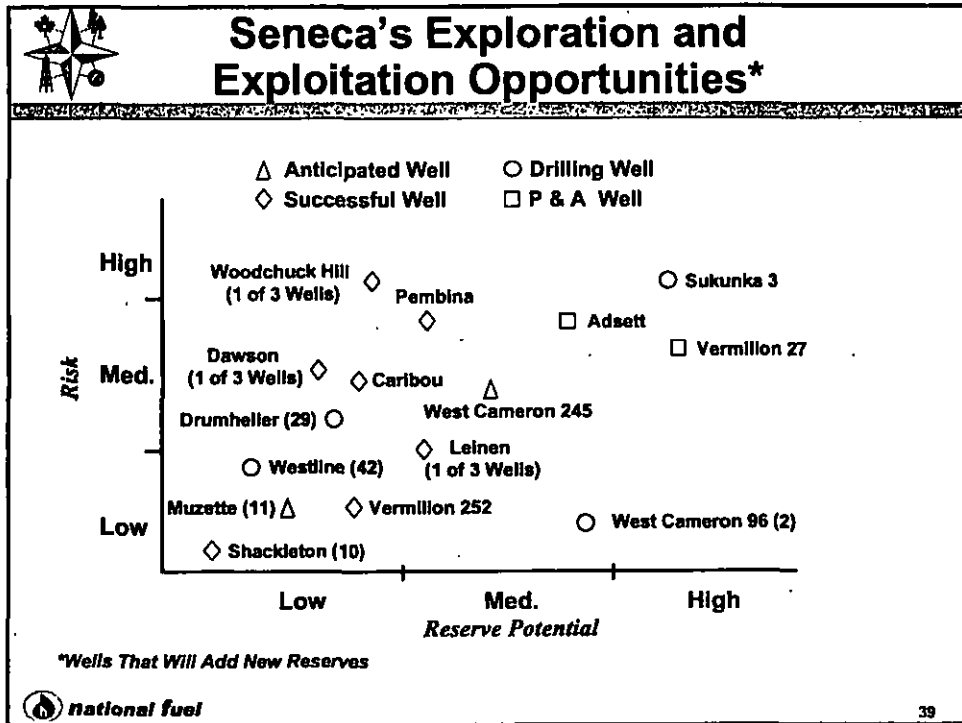 Seneca's Exploration and
Exploitation Opportunities*
△ Anticipated Well ○ Drilling Well
◇ Successful Well □ P & A Well
High
Woodchuck Hill
(1 of 3 Wells)
Pembina
Sukunka 3
Adsett
Vermilion 27
Risk
Med.
Dawson
(1 of 3 Wells)
Caribou
West Cameron 245
Drumheller (29)
Leinen
(1 of 3 Wells)
Westline (42)
Muzette (11)
Vermilion 252
Low
West Cameron 96 (2)
Shackleton (10)
Low Med. High
Reserve Potential
*Wells That Will Add New Reserves
national fuel
39